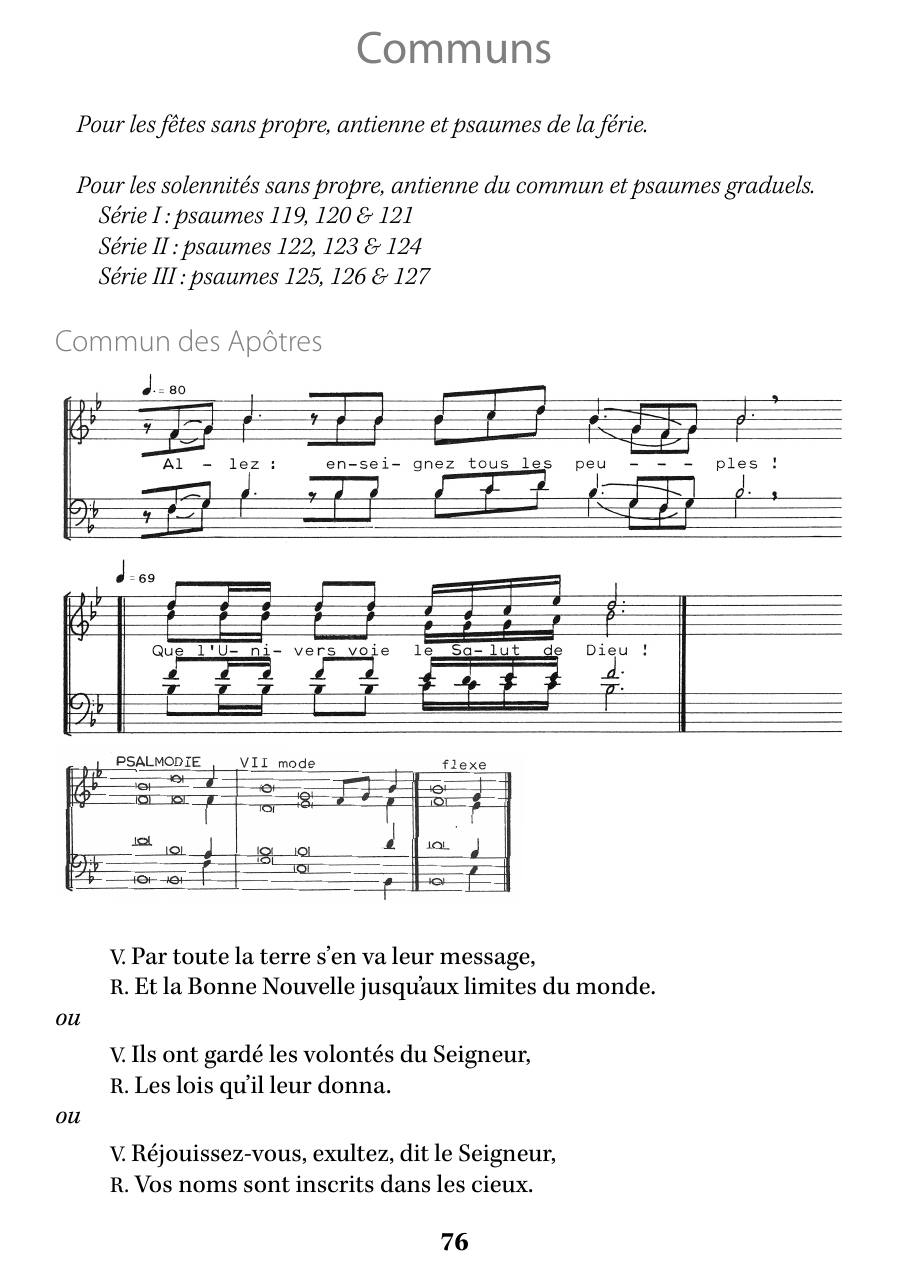 Communs
Pour les fêtes sans propre, antienne et psaumes de la férie.
Pour les solennités sans propre, antienne du commun et psaumes graduels.
Série I : psaumes 119, 120 & 121
Série II : psaumes 122, 123 & 124
Série III : psaumes 125, 126 & 127
Commun des Apôtres
= 80
Al - lez : en-sei- gnez tous les peu - - - ples !
= 69
Que l'U- ni- vers voie le Sa- lut de Dieu !
PSALMODIE VII mode flexe
V. Par toute la terre s’en va leur message,
R. Et la Bonne Nouvelle jusqu’aux limites du monde.
ou
V. Ils ont gardé les volontés du Seigneur,
R. Les lois qu’il leur donna.
ou
V. Réjouissez-vous, exultez, dit le Seigneur,
R. Vos noms sont inscrits dans les cieux.
76